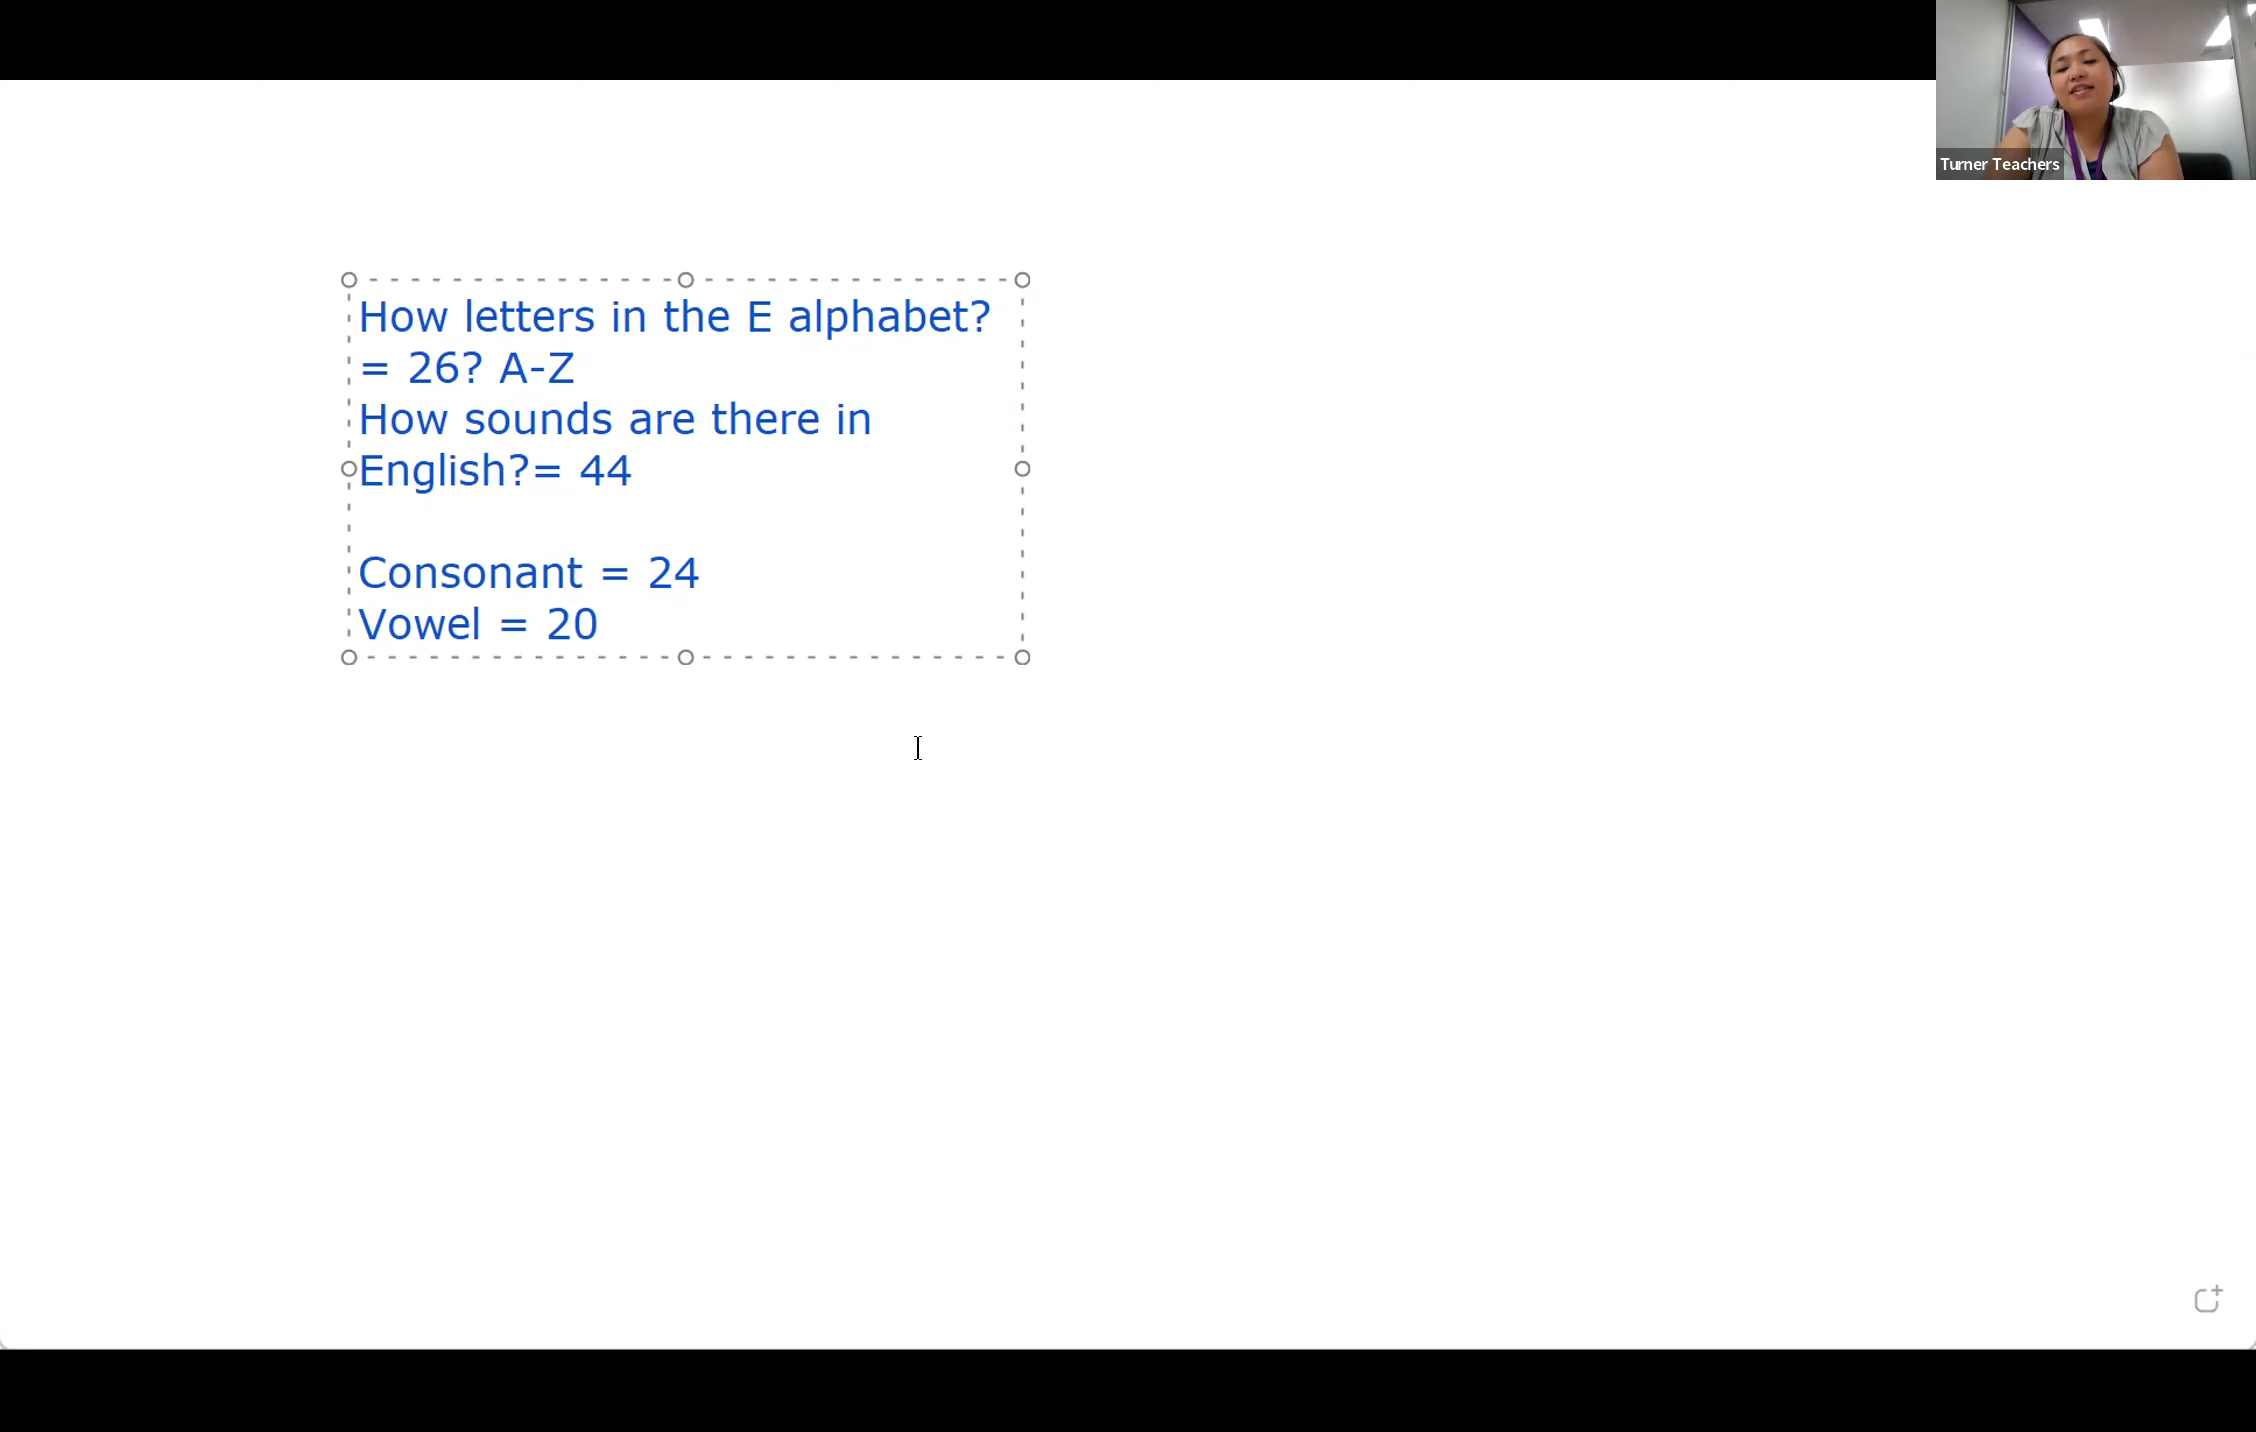 Turner Teachers
How letters in the E alphabet?
= 26? A-Z
How sounds are there in
English?= 44
Consonant = 24
Vowel = 20